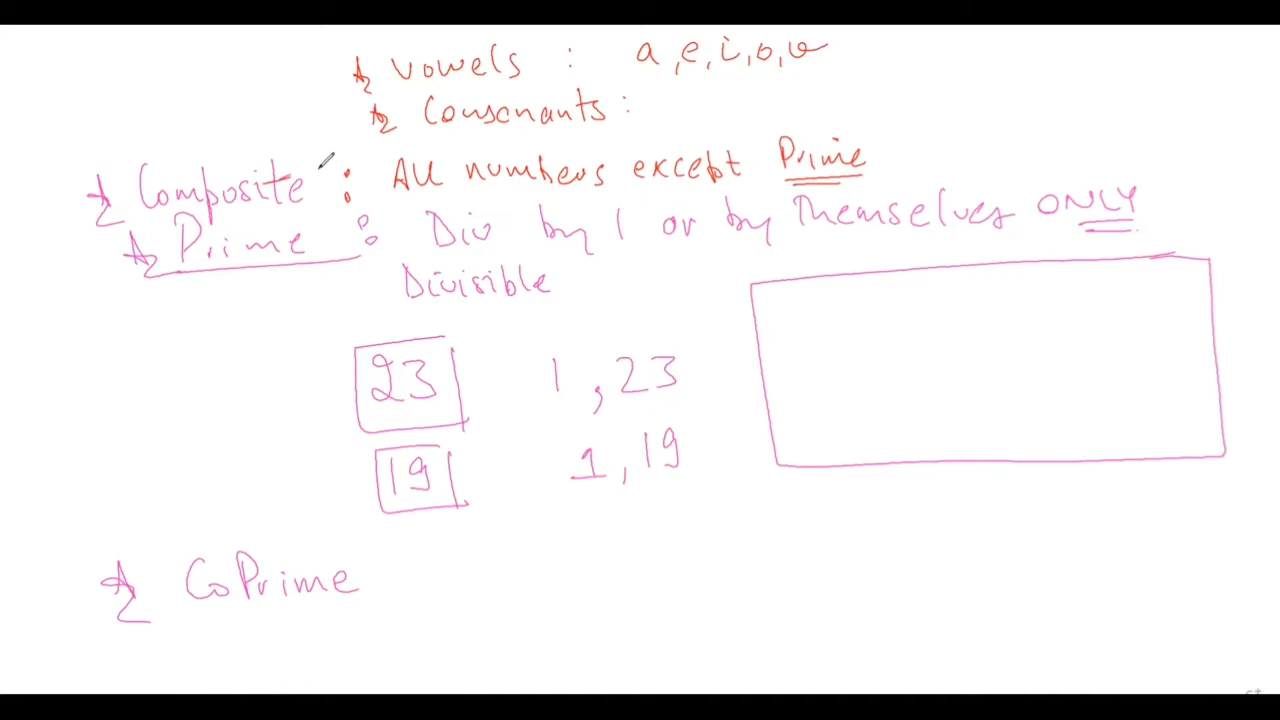 Vowels : a, e, i, o, u
Consonants :
Composite : All numbers except Prime
Prime : Div by 1 or by Themselves ONLY
Divisible
23 1, 23
19 1, 19
CoPrime